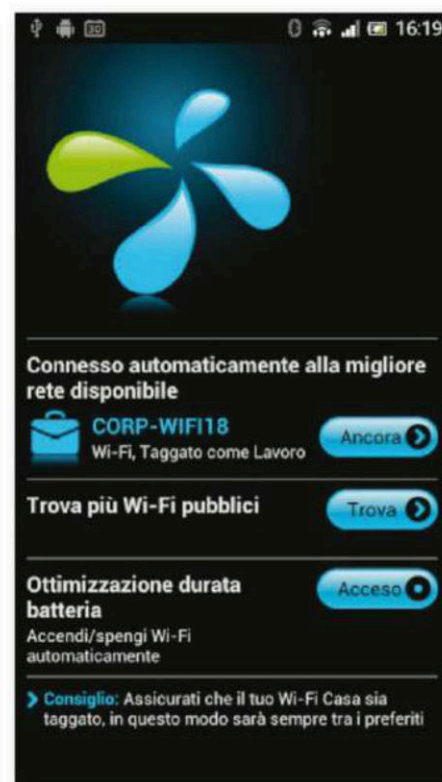 30 16:19
Connesso automaticamente alla migliore
rete disponibile
CORP-WIFI18
Wi-Fi, Taggato come Lavoro
Ancora
Trova più Wi-Fi pubblici
Trova
Ottimizzazione durata
batteria
Acceso
Accendi/spengi Wi-Fi
automaticamente
Consiglio: Assicurati che il tuo Wi-Fi Casa sia
taggato, in questo modo sarà sempre tra i preferiti